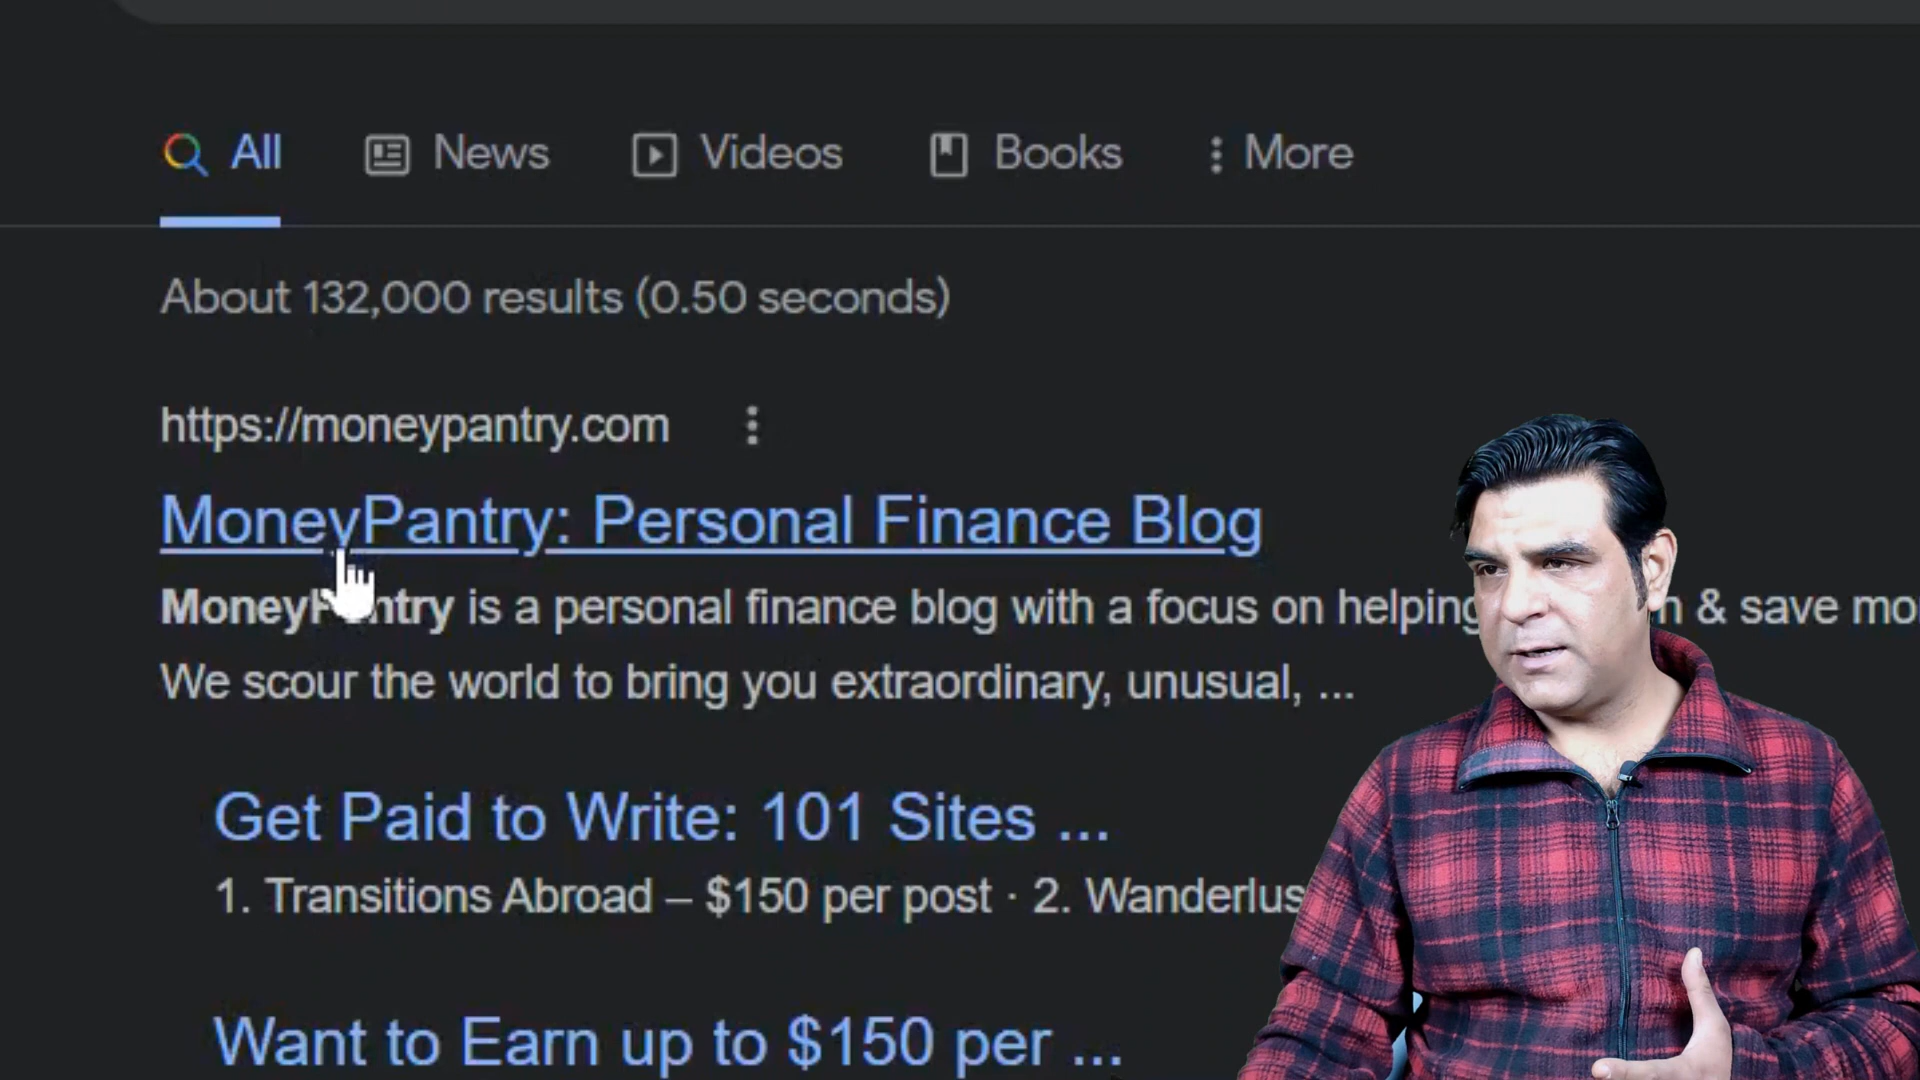 All News Videos Books More
About 132,000 results (0.50 seconds)
https://moneypantry.com
MoneyPantry: Personal Finance Blog
is a personal finance blog with a focus on helping & save
We scour the world to bring you extraordinary, unusual, ...
Get Paid to Write: 101 Sites ...
1. Transitions Abroad – $150 per post · 2.
Want to Earn up to $150 per ...